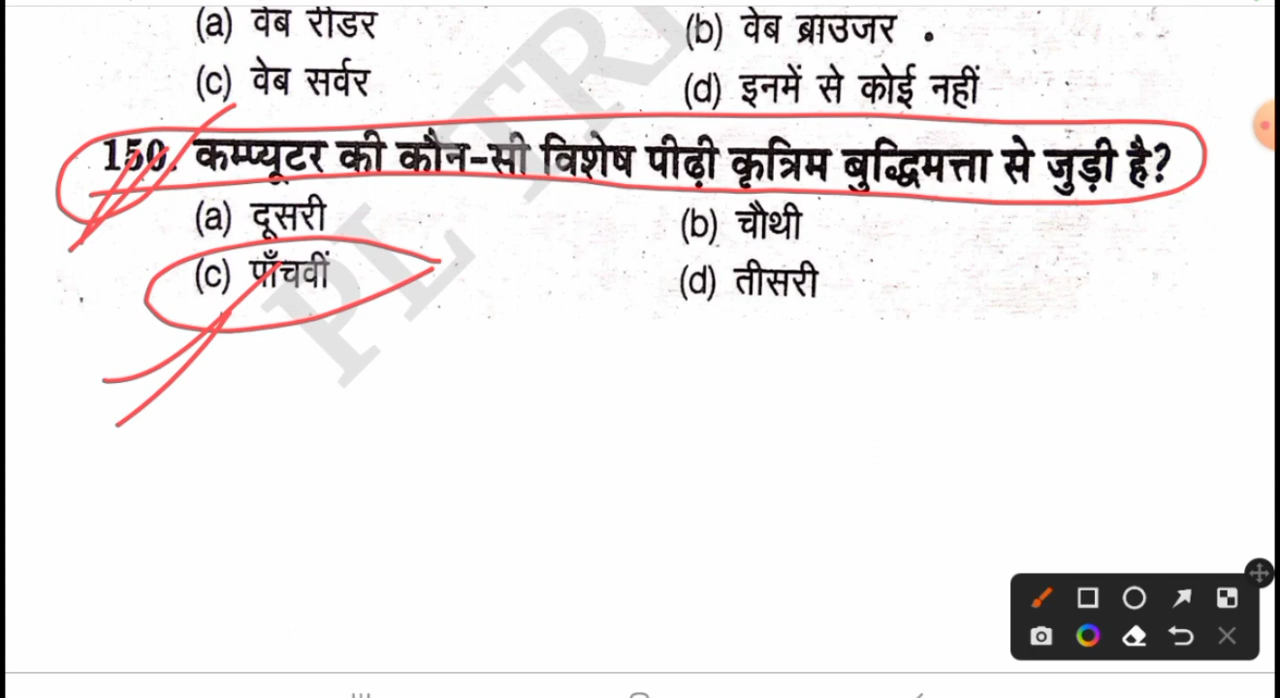 (a) वेब रीडर (b) वेब ब्राउजर
(c) वेब सर्वर (d) इनमें से कोई नहीं
150. कम्प्यूटर की कौन-सी विशेष पीढ़ी कृत्रिम बुद्धिमत्ता से जुड़ी है?
(a) दूसरी (b) चौथी
(c) पाँचवीं (d) तीसरी